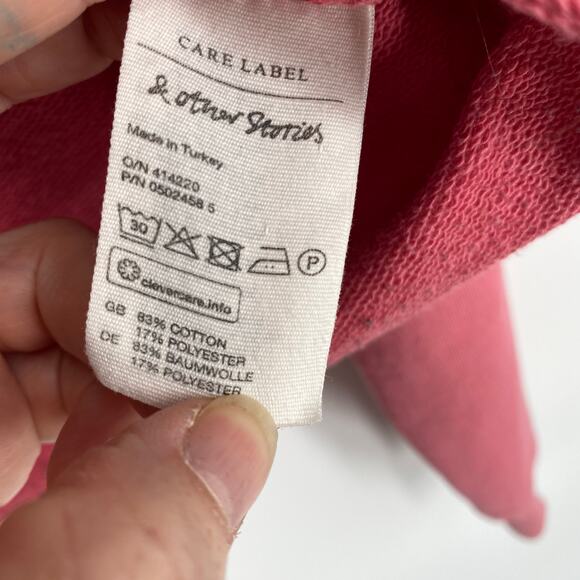 CARE LABEL
& Other Stories
Made in Turkey
O/N 414220
P/N 0502458 5
30 P
clevercare.info
GB 83% COTTON
17% POLYESTER
DE 83% BAUMWOLLE
17% POLYESTER